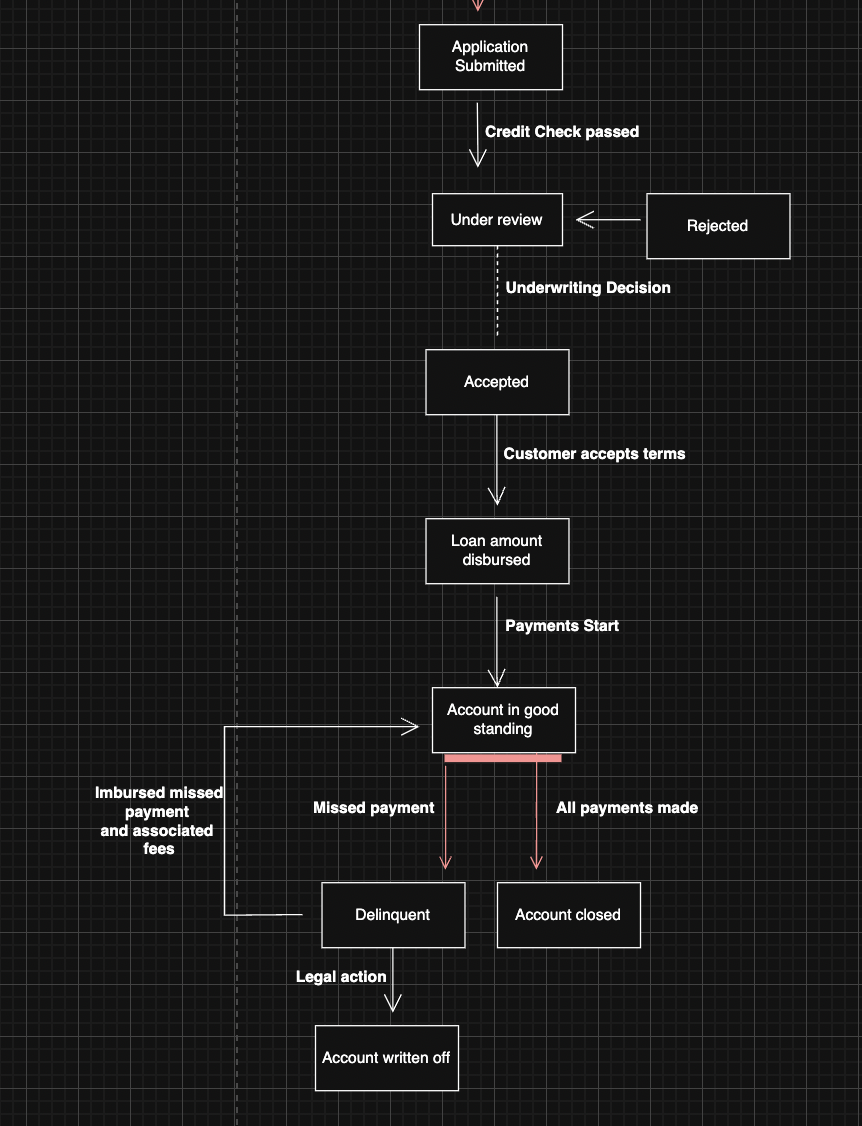 Application
Submitted
Credit Check passed
Under review
Rejected
Underwriting Decision
Accepted
Customer accepts terms
Loan amount
disbursed
Payments Start
Account in good
standing
Imbursed missed
payment
and associated
fees
Missed payment
All payments made
Delinquent
Account closed
Legal action
Account written off